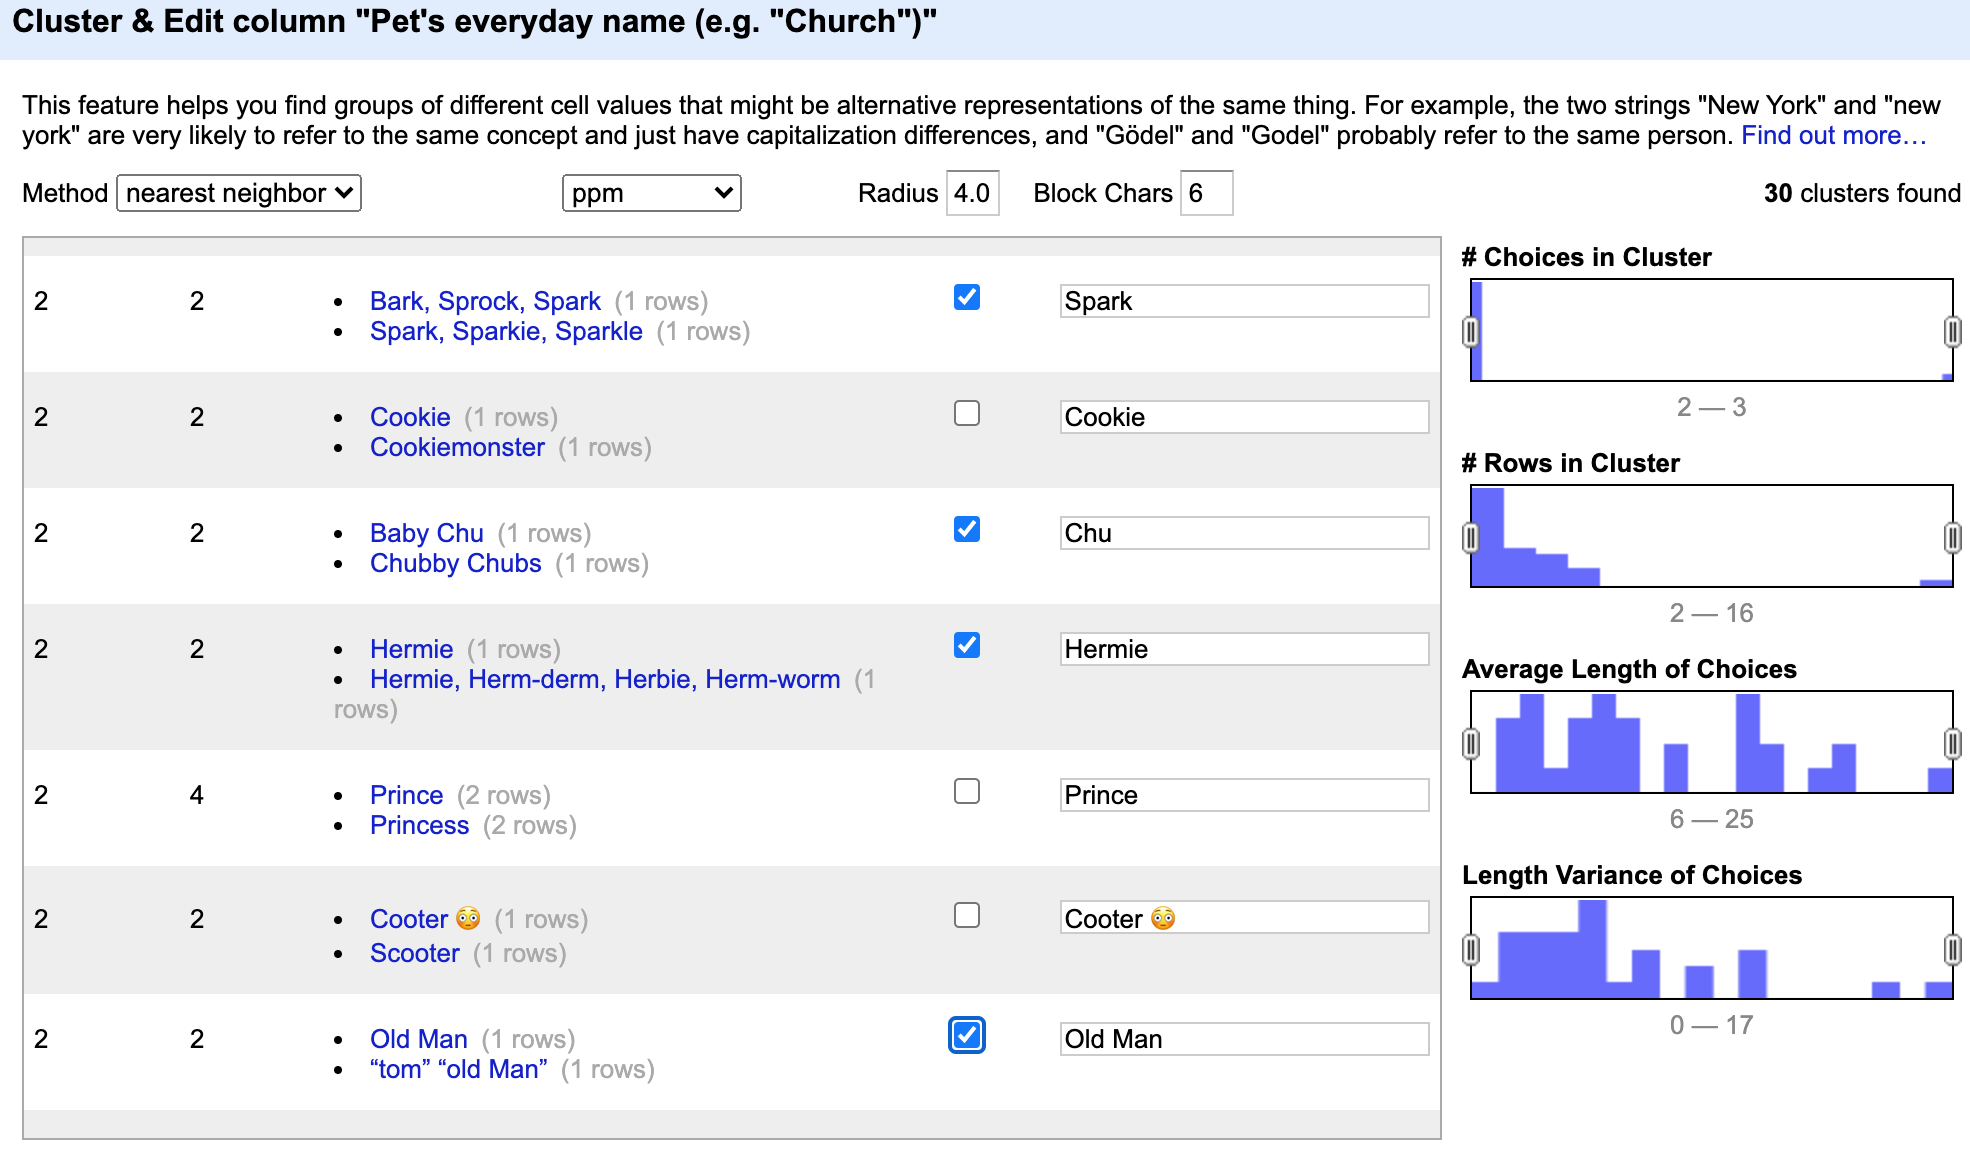 Cluster & Edit column "Pet's everyday name (e.g. "Church")"
This feature helps you find groups of different cell values that might be alternative representations of the same thing. For example, the two strings "New York" and "new
york" are very likely to refer to the same concept and just have capitalization differences, and "Gödel" and "Godel" probably refer to the same person. Find out more…
Method nearest neighbor ppm Radius 4.0 Block Chars 6 30 clusters found
2 2 • Bark, Sprock, Spark (1 rows) Spark
• Spark, Sparkie, Sparkle (1 rows)
2 2 • Cookie (1 rows) Cookie
• Cookiemonster (1 rows)
2 2 • Baby Chu (1 rows) Chu
• Chubby Chubs (1 rows)
2 2 • Hermie (1 rows) Hermie
• Hermie, Herm-derm, Herbie, Herm-worm (1
rows)
2 4 • Prince (2 rows) Prince
• Princess (2 rows)
2 2 • Cooter 😳 (1 rows) Cooter 😳
• Scooter (1 rows)
2 2 • Old Man (1 rows) Old Man
• “tom” “old Man” (1 rows)
# Choices in Cluster
2 — 3
# Rows in Cluster
2 — 16
Average Length of Choices
6 — 25
Length Variance of Choices
0 — 17